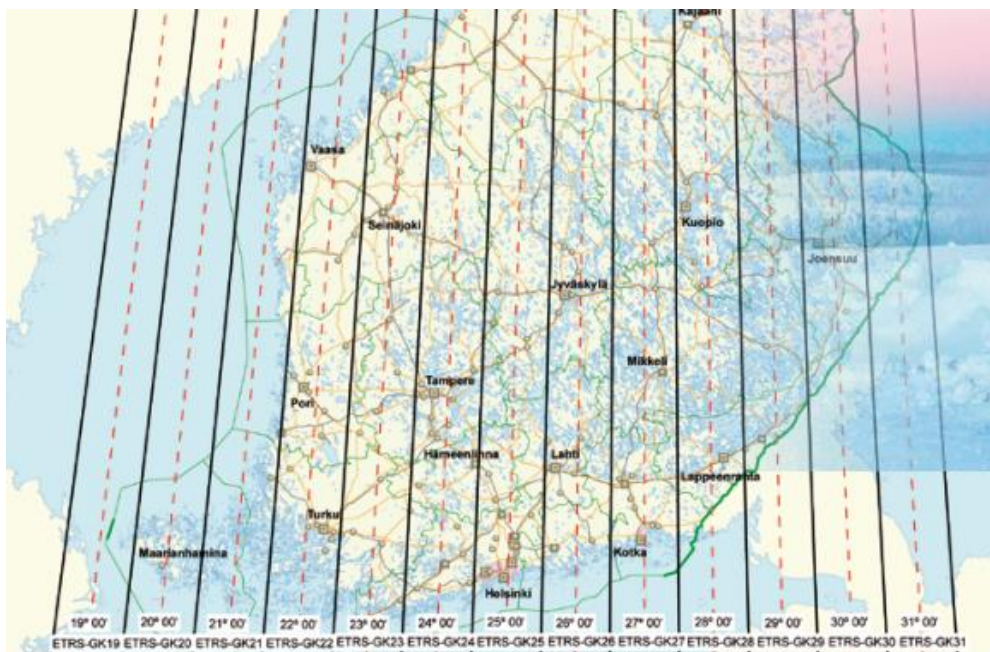 Kajaani
Vaasa
Seinäjoki
Kuopio
Joensuu
Jyväskylä
Mikkeli
Tampere
Pori
Hämeenlinna
Lahti
Lappeenranta
Turku
Maarianhamina
Kotka
Helsinki
19° 00' 20° 00' 21° 00' 22° 00' 23° 00' 24° 00' 25° 00' 26° 00' 27° 00' 28° 00' 29° 00' 30° 00' 31° 00'
ETRS-GK19 ETRS-GK20 ETRS-GK21 ETRS-GK22 ETRS-GK23 ETRS-GK24 ETRS-GK25 ETRS-GK26 ETRS-GK27 ETRS-GK28 ETRS-GK29 ETRS-GK30 ETRS-GK31